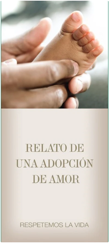 RELATO DE
UNA ADOPCIÓN
DE AMOR
RESPETEMOS LA VIDA